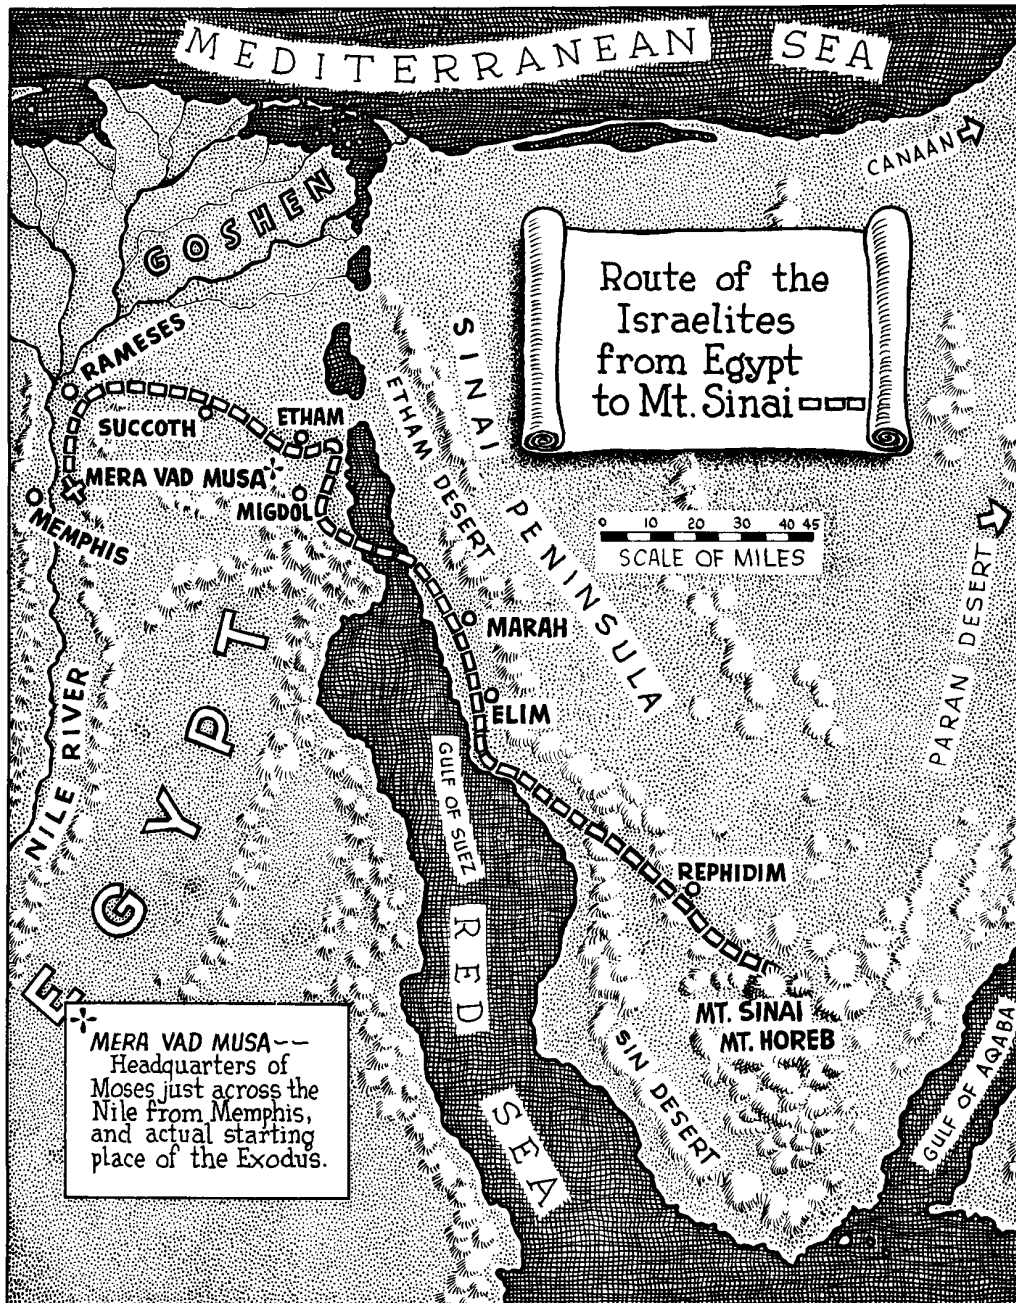 MEDITERRANEAN SEA
CANAAN
GOSHEN
Route of the
Israelites
from Egypt
to Mt. Sinai
RAMESES
SUCCOTH
ETHAM
MERA VAD MUSA
MIGDOL
MEMPHIS
SINAI PENINSULA
ETHAM DESERT
0 10 20 30 40 45
SCALE OF MILES
PARAN DESERT
MARAH
ELIM
NILE RIVER
EGYPT
GULF OF SUEZ
RED SEA
REPHIDIM
MT. SINAI
MT. HOREB
SIN DESERT
GULF OF AQABA
MERA VAD MUSA--
Headquarters of
Moses just across the
Nile from Memphis,
and actual starting
place of the Exodus.